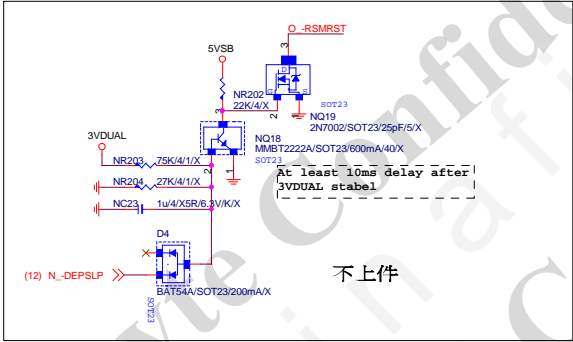 O_-RSMRST
5VSB
3
D
G
S
NR202
22K/4/X
2
1
SOT23
NQ19
2N7002/SOT23/25pF/5/X
3
3VDUAL
NQ18
MMBT2222A/SOT23/600mA/40/X
SOT23
NR203
75K/4/1/X
2
1
At least 10ms delay after
3VDUAL stabel
NR204
27K/4/1/X
NC23
1u/4/X5R/6.3V/K/X
D4
(12) N_-DEPSLP
不上件
BAT54A/SOT23/200mA/X
SOT23